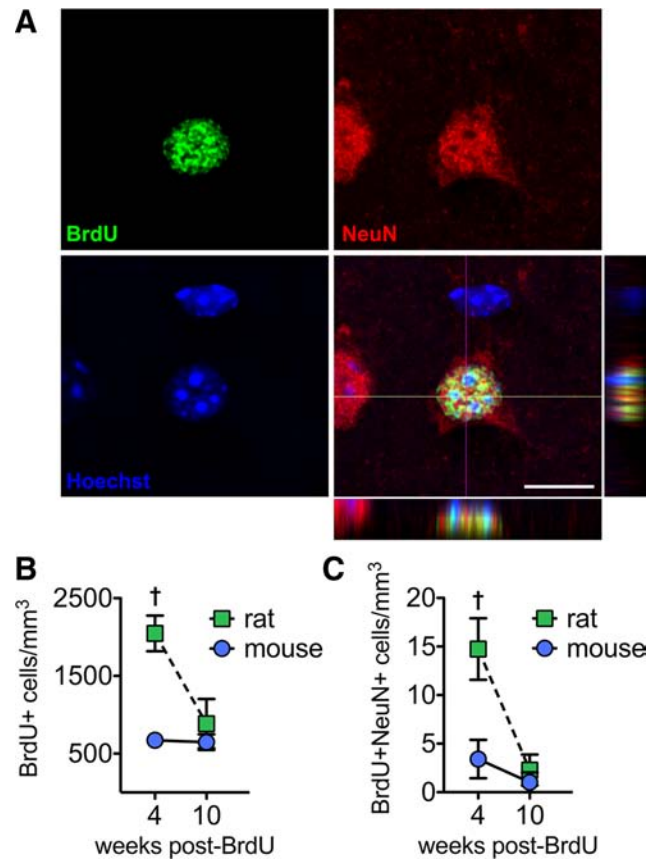 A
BrdU
NeuN
Hoechst
B
BrdU+ cells/mm³
2500
1500
500
†
rat
mouse
4
10
weeks post-BrdU
C
BrdU+NeuN+ cells/mm³
20
15
10
5
0
†
rat
mouse
4
10
weeks post-BrdU